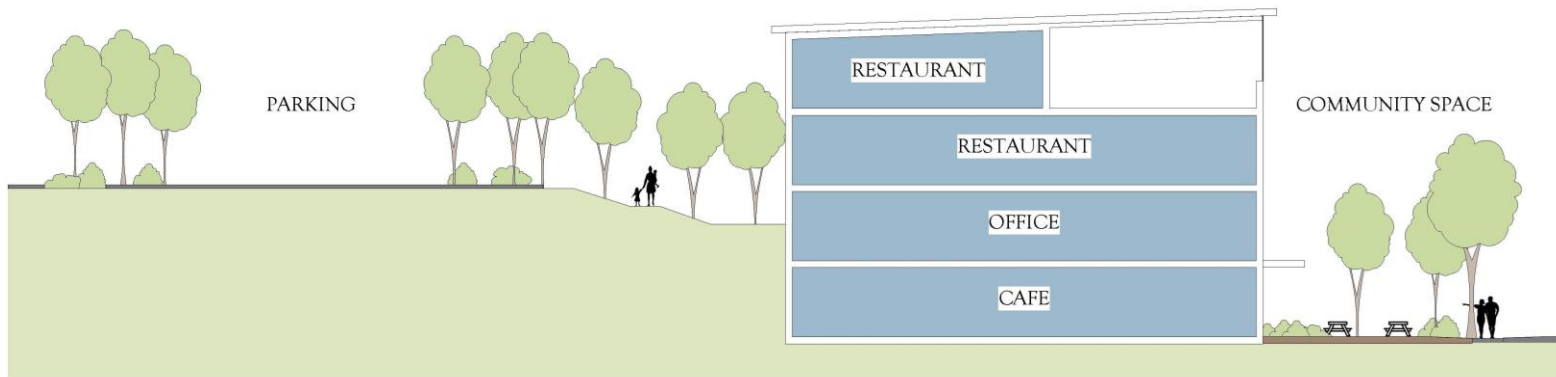 RESTAURANT
PARKING
COMMUNITY SPACE
RESTAURANT
OFFICE
CAFE